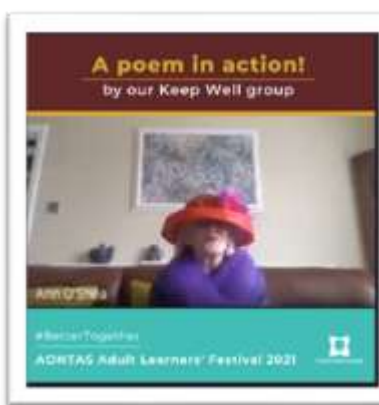 A poem in action!
by our Keep Well group
Ann O'Shea
#BetterTogether
AONTAS Adult Learners' Festival 2021